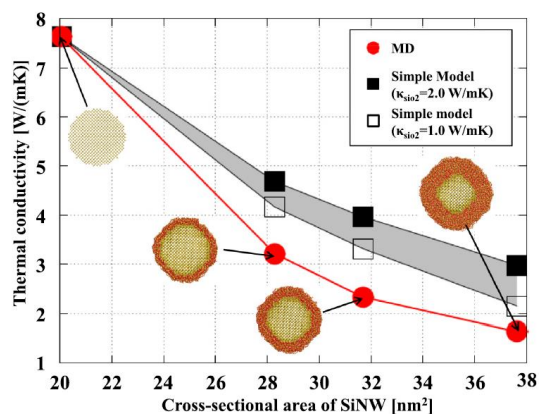 8
7
6
5
4
3
2
1
Thermal conductivity [W/(mK)]
MD
Simple Model
(κsio2=2.0 W/mK)
Simple model
(κsio2=1.0 W/mK)
20 22 24 26 28 30 32 34 36 38
Cross-sectional area of SiNW [nm²]